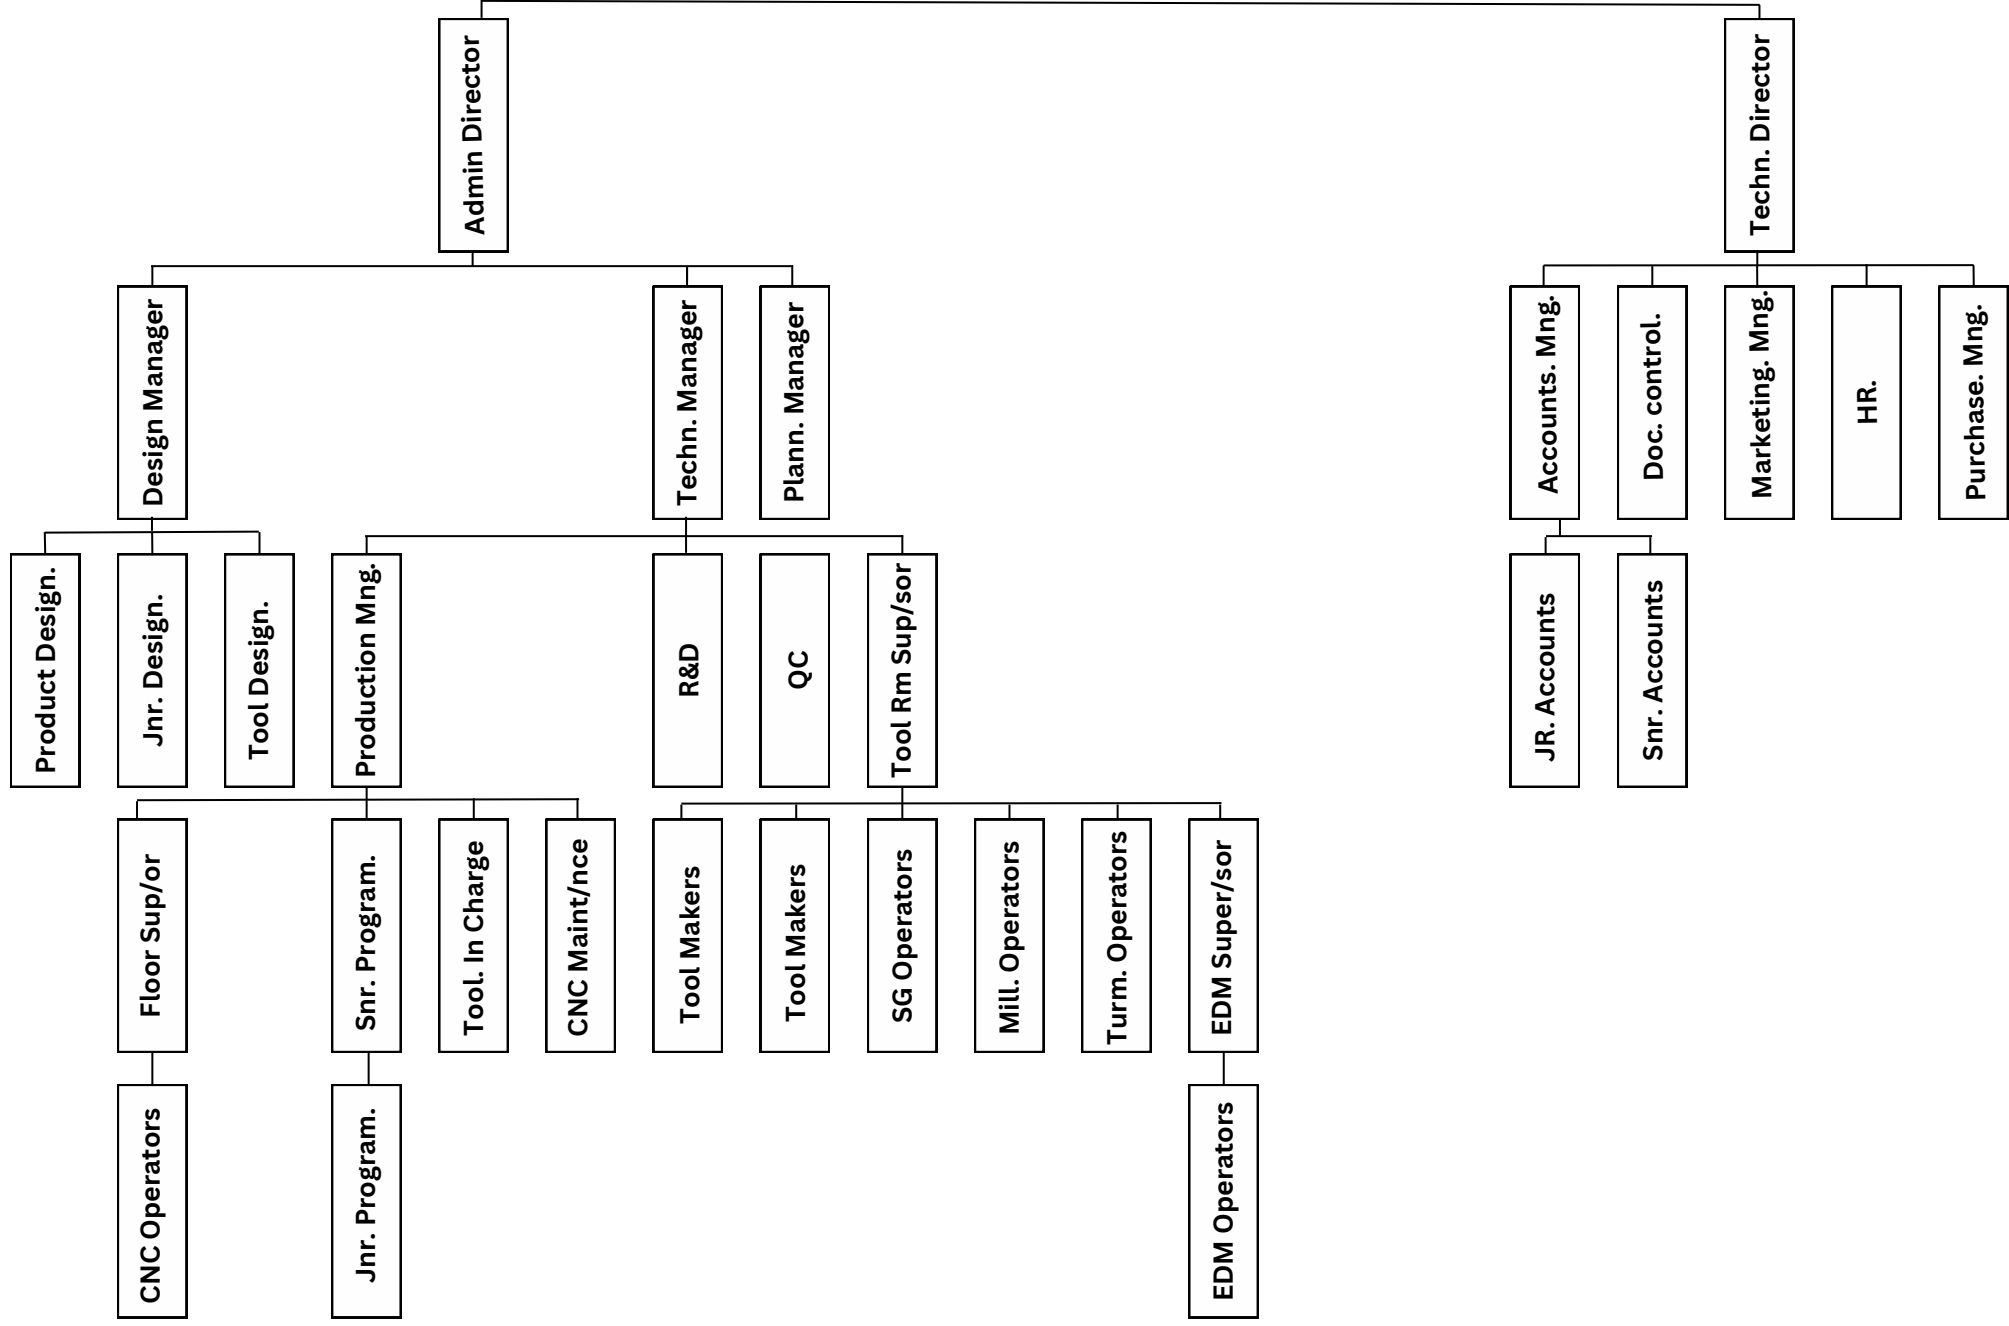 Admin Director
Techn. Director
Design Manager
Techn. Manager
Plann. Manager
Accounts. Mng.
Doc. control.
Marketing. Mng.
HR.
Purchase. Mng.
Product Design.
Jnr. Design.
Tool Design.
Production Mng.
R&D
QC
Tool Rm Sup/sor
JR. Accounts
Snr. Accounts
Floor Sup/or
Snr. Program.
Tool. In Charge
CNC Maint/nce
Tool Makers
Tool Makers
SG Operators
Mill. Operators
Turm. Operators
EDM Super/sor
CNC Operators
Jnr. Program.
EDM Operators